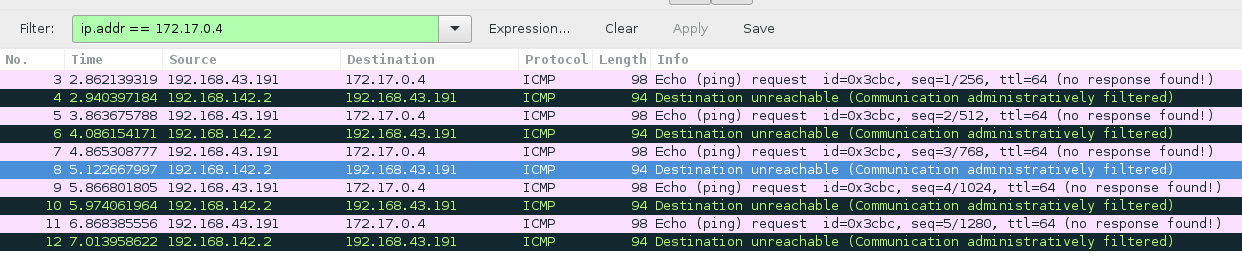 Filter: ip.addr == 172.17.0.4 Expression... Clear Apply Save
No. Time Source Destination Protocol Length Info
3 2.862139319 192.168.43.191 172.17.0.4 ICMP 98 Echo (ping) request id=0x3cbc, seq=1/256, ttl=64 (no response found!)
4 2.940397184 192.168.142.2 192.168.43.191 ICMP 94 Destination unreachable (Communication administratively filtered)
5 3.863675788 192.168.43.191 172.17.0.4 ICMP 98 Echo (ping) request id=0x3cbc, seq=2/512, ttl=64 (no response found!)
6 4.086154171 192.168.142.2 192.168.43.191 ICMP 94 Destination unreachable (Communication administratively filtered)
7 4.865308777 192.168.43.191 172.17.0.4 ICMP 98 Echo (ping) request id=0x3cbc, seq=3/768, ttl=64 (no response found!)
8 5.122667997 192.168.142.2 192.168.43.191 ICMP 94 Destination unreachable (Communication administratively filtered)
9 5.866801805 192.168.43.191 172.17.0.4 ICMP 98 Echo (ping) request id=0x3cbc, seq=4/1024, ttl=64 (no response found!)
10 5.974061964 192.168.142.2 192.168.43.191 ICMP 94 Destination unreachable (Communication administratively filtered)
11 6.868385556 192.168.43.191 172.17.0.4 ICMP 98 Echo (ping) request id=0x3cbc, seq=5/1280, ttl=64 (no response found!)
12 7.013958622 192.168.142.2 192.168.43.191 ICMP 94 Destination unreachable (Communication administratively filtered)